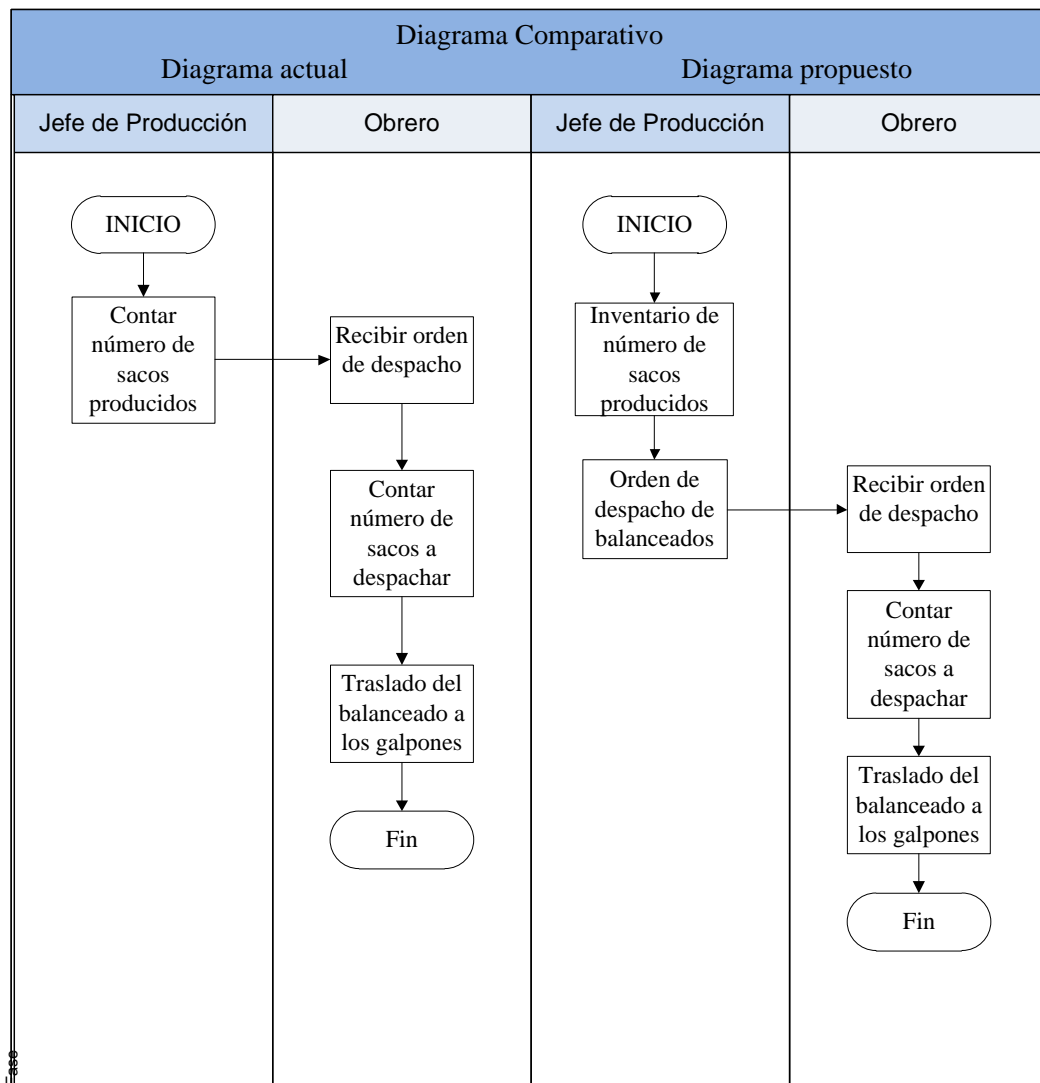 Diagrama Comparativo
Diagrama actual
Diagrama propuesto
Jefe de Producción
Obrero
Jefe de Producción
Obrero
INICIO
Contar
número de
sacos
producidos
Recibir orden
de despacho
Contar
número de
sacos a
despachar
Traslado del
balanceado a
los galpones
Fin
INICIO
Inventario de
número de
sacos
producidos
Orden de
despacho de
balanceados
Recibir orden
de despacho
Contar
número de
sacos a
despachar
Traslado del
balanceado a
los galpones
Fin
Fase